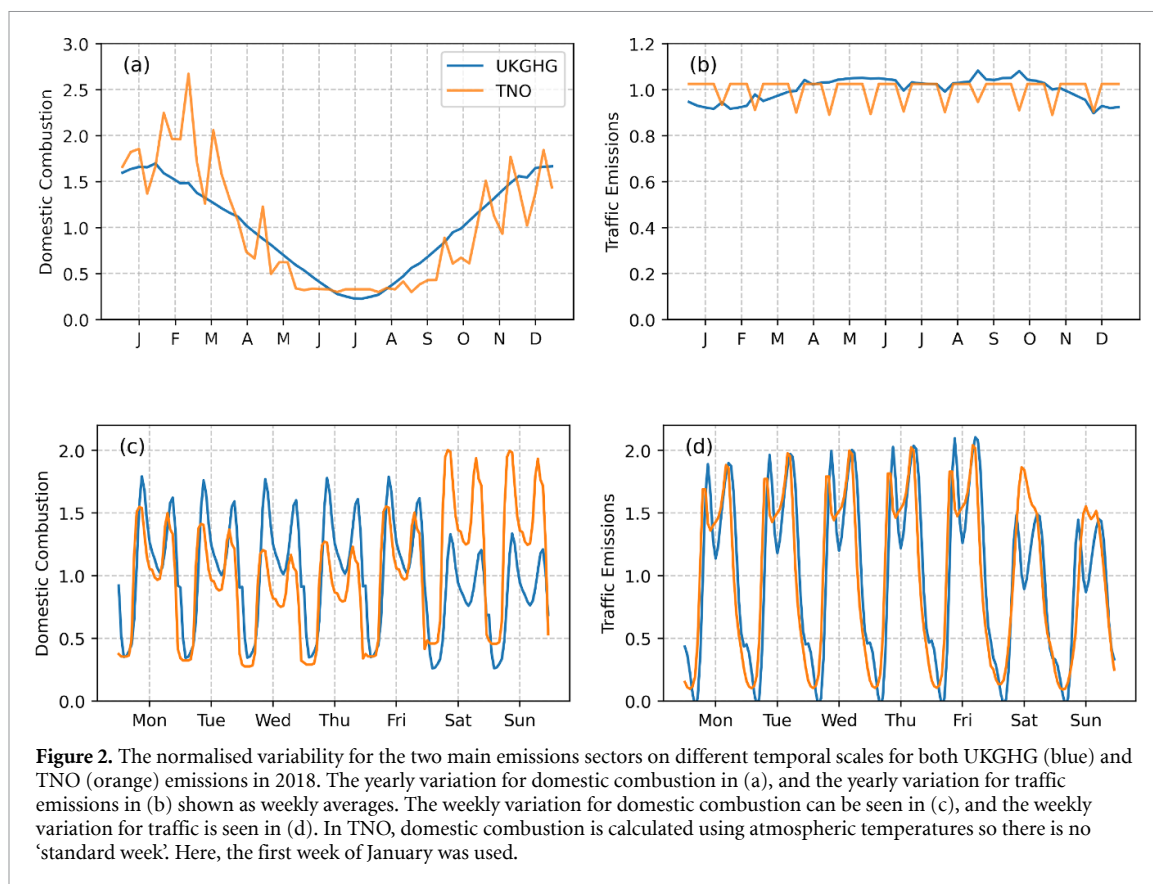 (a)
UKGHG
TNO
Domestic Combustion
3.0
2.5
2.0
1.5
1.0
0.5
0.0
J F M A M J J A S O N D
(b)
Traffic Emissions
1.2
1.0
0.8
0.6
0.4
0.2
0.0
J F M A M J J A S O N D
(c)
Domestic Combustion
2.0
1.5
1.0
0.5
0.0
Mon Tue Wed Thu Fri Sat Sun
(d)
Traffic Emissions
2.0
1.5
1.0
0.5
0.0
Mon Tue Wed Thu Fri Sat Sun
Figure 2. The normalised variability for the two main emissions sectors on different temporal scales for both UKGHG (blue) and
TNO (orange) emissions in 2018. The yearly variation for domestic combustion in (a), and the yearly variation for traffic
emissions in (b) shown as weekly averages. The weekly variation for domestic combustion can be seen in (c), and the weekly
variation for traffic is seen in (d). In TNO, domestic combustion is calculated using atmospheric temperatures so there is no
‘standard week’. Here, the first week of January was used.